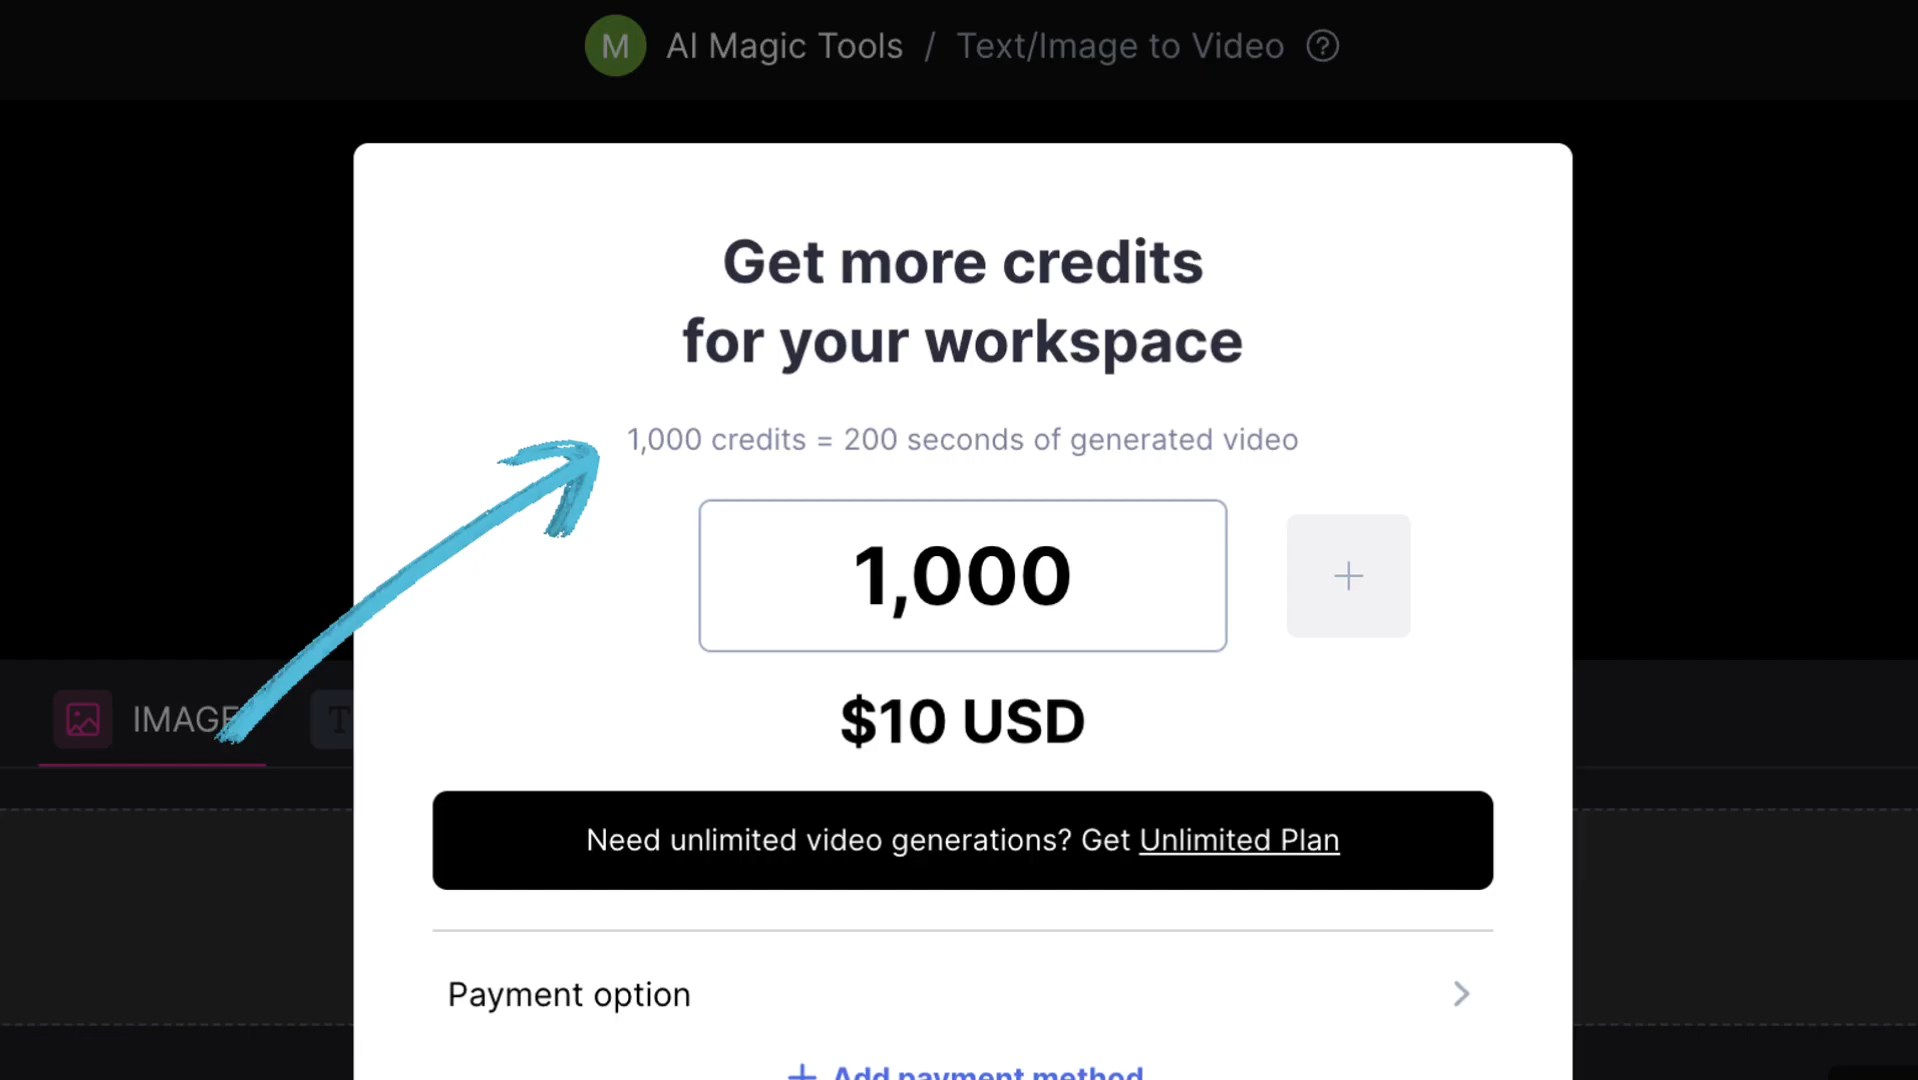 M AI Magic Tools / Text/Image to Video ?
Get more credits
for your workspace
1,000 credits = 200 seconds of generated video
1,000
+
$10 USD
IMAGE
T
Need unlimited video generations? Get Unlimited Plan
Payment option
+ Add payment method